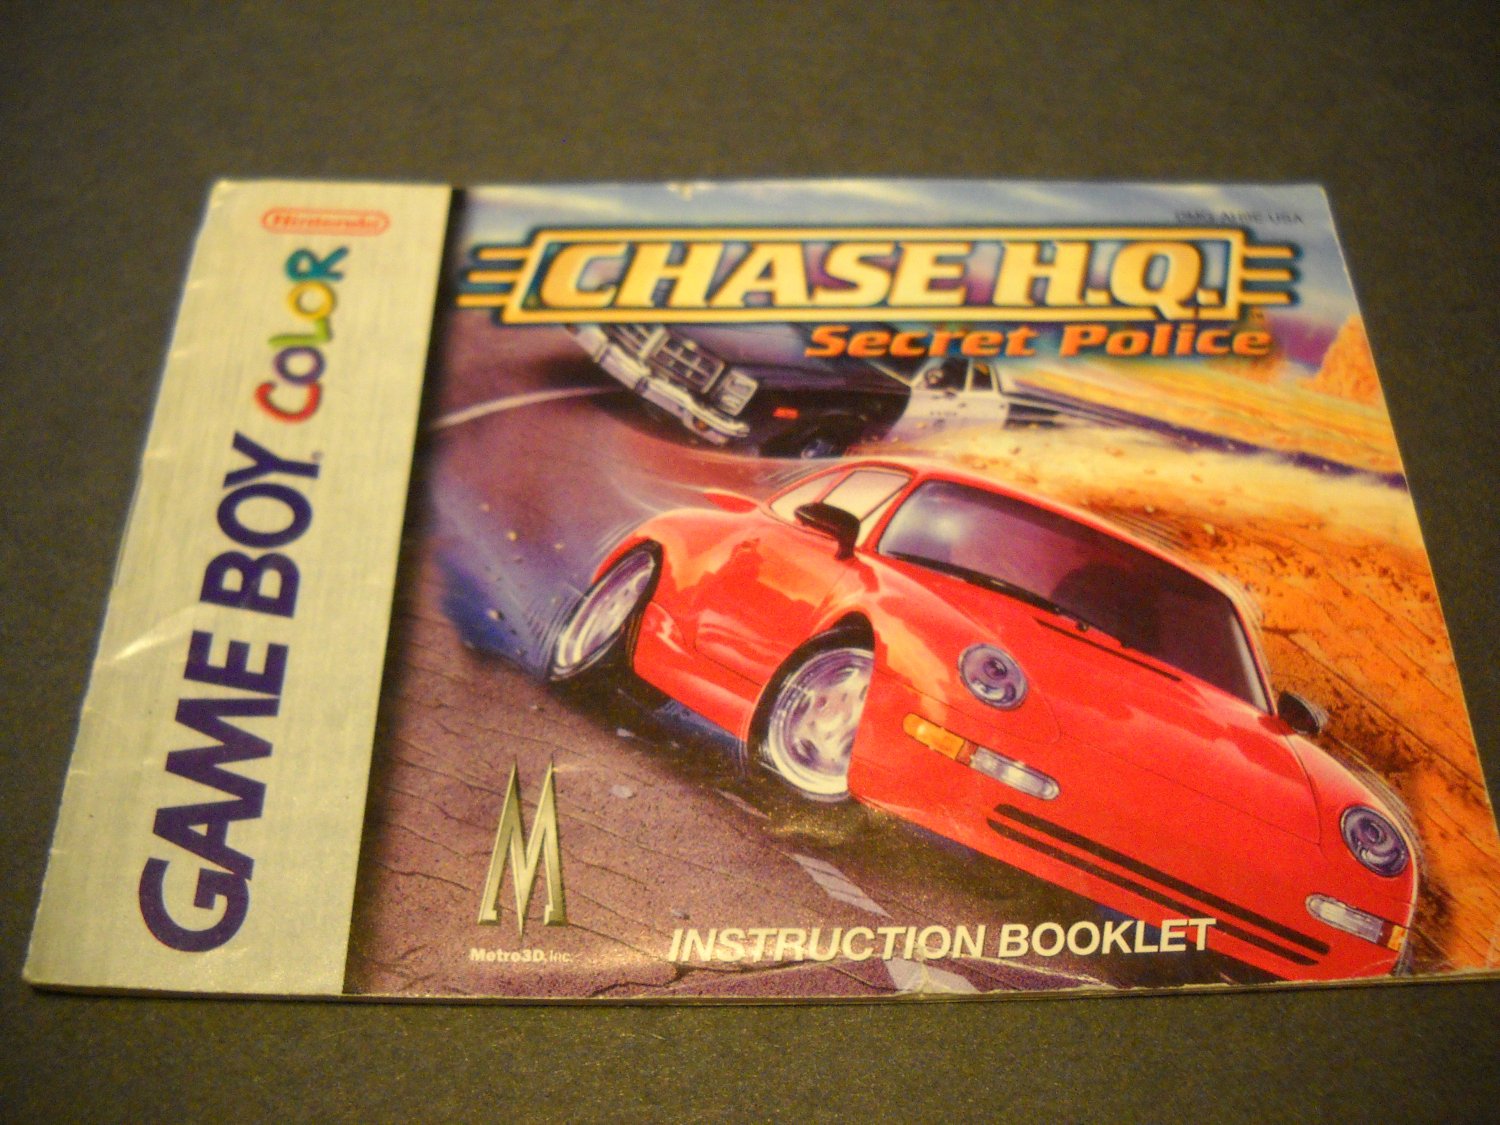 Nintendo
GAME BOY COLOR
CHASE H.Q.
Secret Police
Metro3D, Inc.
INSTRUCTION BOOKLET